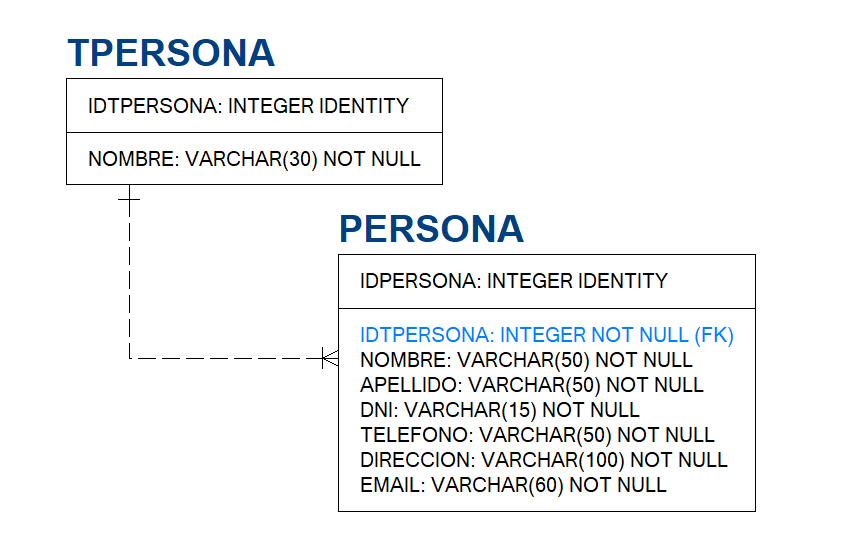 TPERSONA
IDTPERSONA: INTEGER IDENTITY
NOMBRE: VARCHAR(30) NOT NULL
PERSONA
IDPERSONA: INTEGER IDENTITY
IDTPERSONA: INTEGER NOT NULL (FK)
NOMBRE: VARCHAR(50) NOT NULL
APELLIDO: VARCHAR(50) NOT NULL
DNI: VARCHAR(15) NOT NULL
TELEFONO: VARCHAR(50) NOT NULL
DIRECCION: VARCHAR(100) NOT NULL
EMAIL: VARCHAR(60) NOT NULL